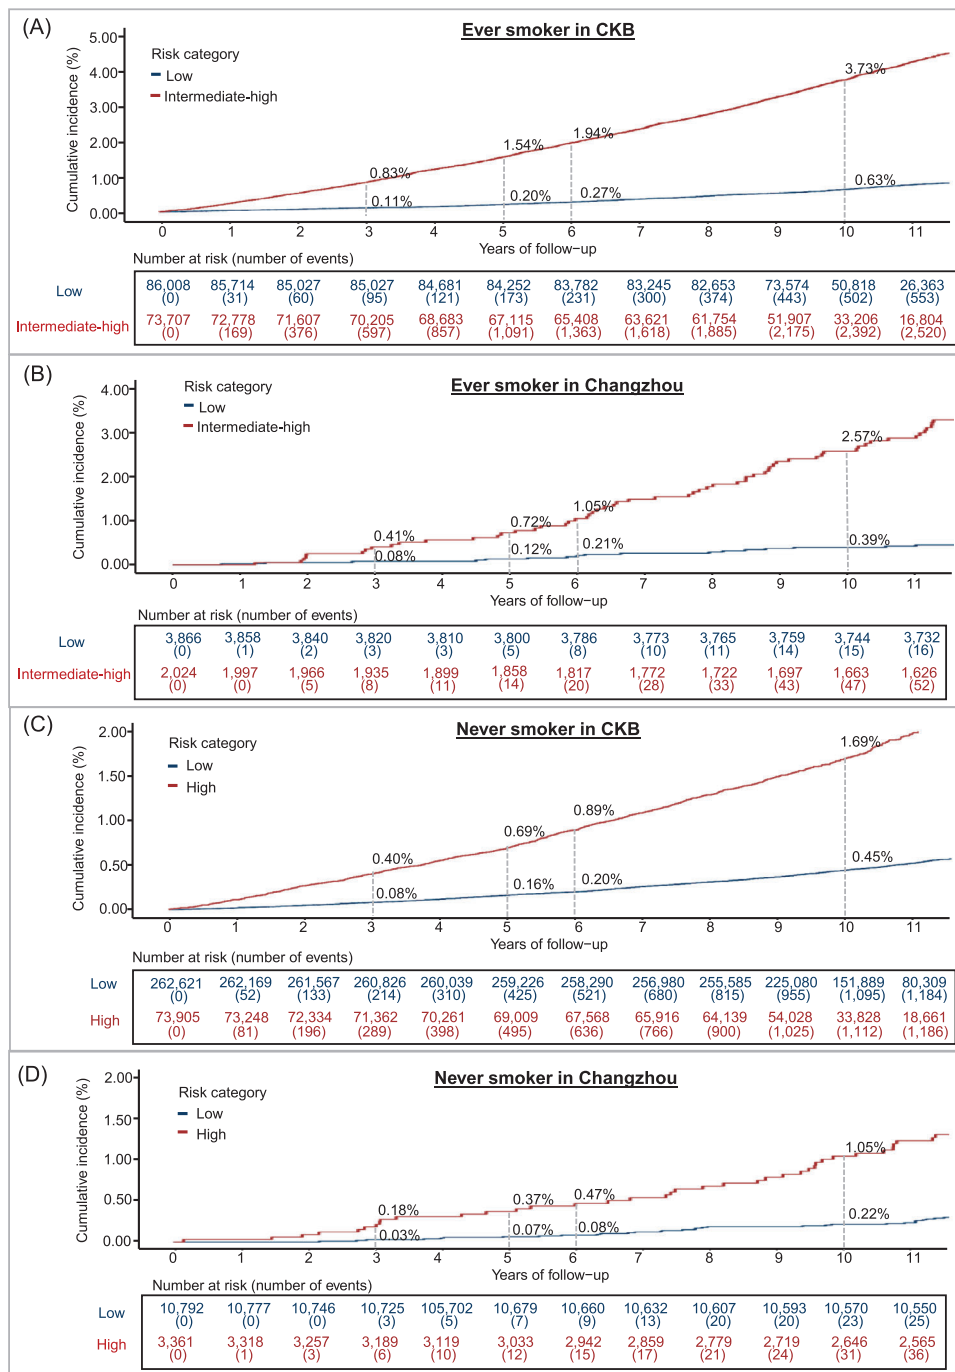 (A)
Ever smoker in CKB
Cumulative incidence (%)
5.00
4.00
3.00
2.00
1.00
0.00
Risk category
Low
Intermediate-high
0.83%
1.54%
1.94%
3.73%
0.11%
0.20%
0.27%
0.63%
0 1 2 3 4 5 6 7 8 9 10 11
Years of follow-up
Number at risk (number of events)
Low 86,008 85,714 85,027 85,027 84,681 84,252 83,782 83,245 82,653 73,574 50,818 26,363
(0) (31) (60) (95) (121) (173) (231) (300) (374) (443) (502) (553)
Intermediate-high 73,707 72,778 71,607 70,205 68,683 67,115 65,408 63,621 61,754 51,907 33,206 16,804
(0) (169) (376) (597) (857) (1,091) (1,363) (1,618) (1,885) (2,175) (2,392) (2,520)
(B)
Ever smoker in Changzhou
Cumulative incidence (%)
4.00
3.00
2.00
1.00
0.00
Risk category
Low
Intermediate-high
0.41%
0.72%
1.05%
2.57%
0.08%
0.12%
0.21%
0.39%
0 1 2 3 4 5 6 7 8 9 10 11
Years of follow-up
Number at risk (number of events)
Low 3,866 3,858 3,840 3,820 3,810 3,800 3,786 3,773 3,765 3,759 3,744 3,732
(0) (1) (2) (3) (3) (5) (8) (10) (11) (14) (15) (16)
Intermediate-high 2,024 1,997 1,966 1,935 1,899 1,858 1,817 1,772 1,722 1,697 1,663 1,626
(0) (0) (5) (8) (11) (14) (20) (28) (33) (43) (47) (52)
(C)
Never smoker in CKB
Cumulative incidence (%)
2.00
1.50
1.00
0.50
0.00
Risk category
Low
High
0.40%
0.69%
0.89%
1.69%
0.08%
0.16%
0.20%
0.45%
0 1 2 3 4 5 6 7 8 9 10 11
Years of follow-up
Number at risk (number of events)
Low 262,621 262,169 261,567 260,826 260,039 259,226 258,290 256,980 255,585 225,080 151,889 80,309
(0) (52) (133) (214) (310) (425) (521) (680) (815) (955) (1,095) (1,184)
High 73,905 73,248 72,334 71,362 70,261 69,009 67,568 65,916 64,139 54,028 33,828 18,661
(0) (81) (196) (289) (398) (495) (636) (766) (900) (1,025) (1,112) (1,186)
(D)
Never smoker in Changzhou
Cumulative incidence (%)
2.00
1.50
1.00
0.50
0.00
Risk category
Low
High
0.18%
0.37%
0.47%
1.05%
0.03%
0.07%
0.08%
0.22%
0 1 2 3 4 5 6 7 8 9 10 11
Years of follow-up
Number at risk (number of events)
Low 10,792 10,777 10,746 10,725 105,702 10,679 10,660 10,632 10,607 10,593 10,570 10,550
(0) (0) (0) (3) (5) (7) (9) (13) (20) (20) (23) (25)
High 3,361 3,318 3,257 3,189 3,119 3,033 2,942 2,859 2,779 2,719 2,646 2,565
(0) (1) (3) (6) (10) (12) (15) (17) (21) (24) (31) (36)